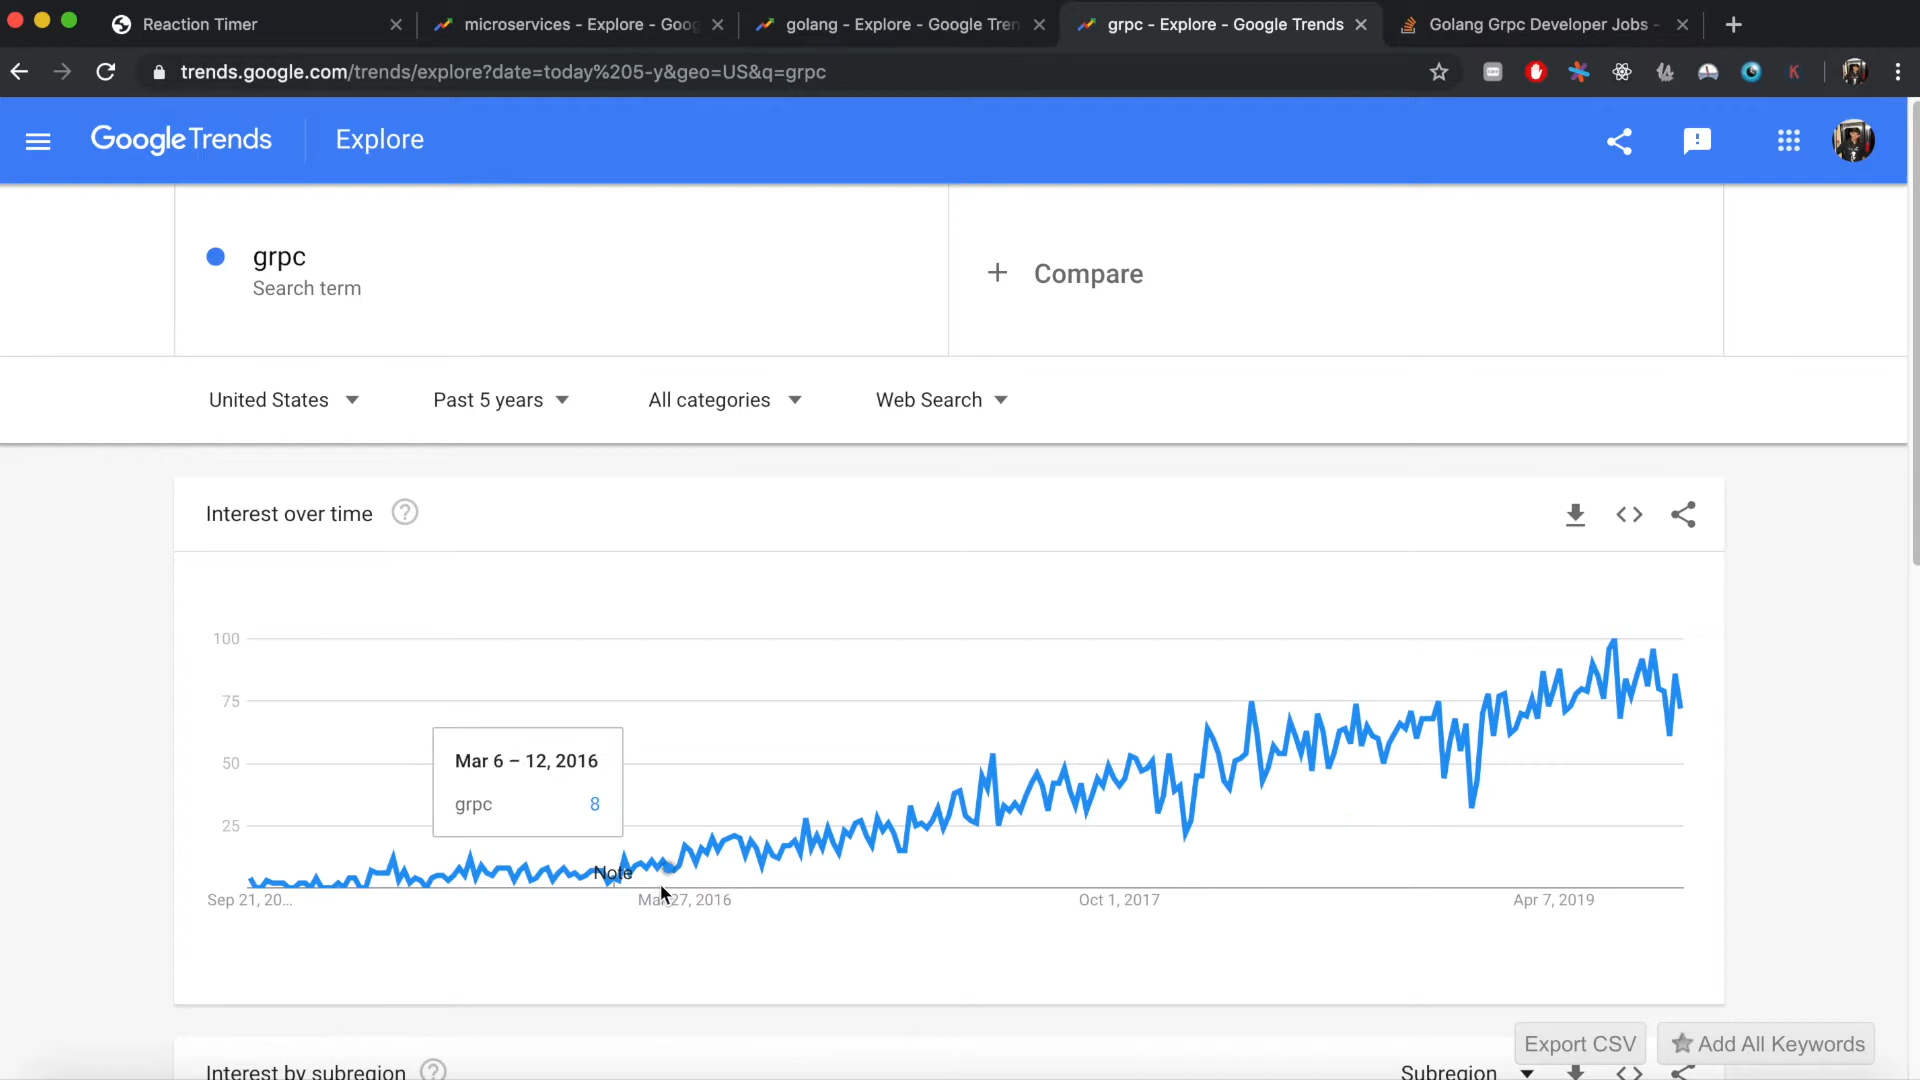 Reaction Timer
microservices - Explore - Goog
golang - Explore - Google Tren
grpc - Explore - Google Trends
Golang Grpc Developer Jobs -
trends.google.com/trends/explore?date=today%205-y&geo=US&q=grpc
Google Trends
Explore
grpc
Search term
+ Compare
United States
Past 5 years
All categories
Web Search
Interest over time
100
75
50
25
Mar 6 – 12, 2016
grpc 8
Note
Sep 21, 20...
Mar 27, 2016
Oct 1, 2017
Apr 7, 2019
Export CSV
Add All Keywords
Interest by subregion
Subregion